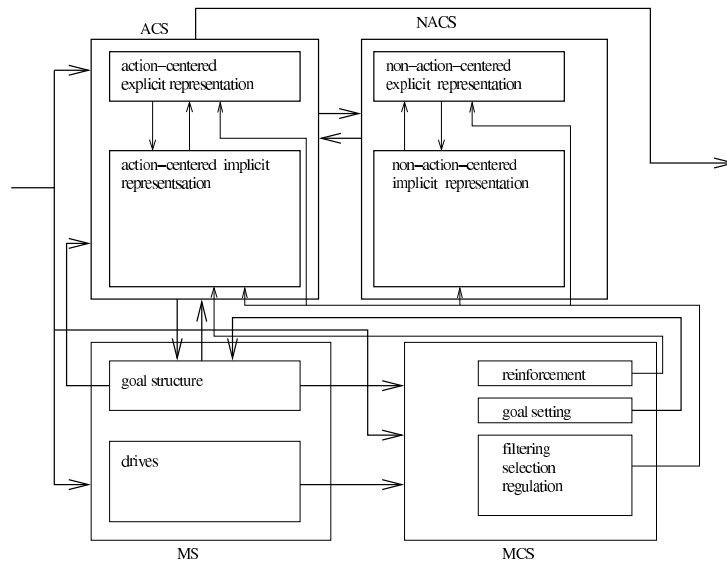 ACS
NACS
action-centered
explicit representation
non-action-centered
explicit representation
action-centered implicit
representsation
non-action-centered
implicit representation
goal structure
drives
reinforcement
goal setting
filtering
selection
regulation
MS
MCS